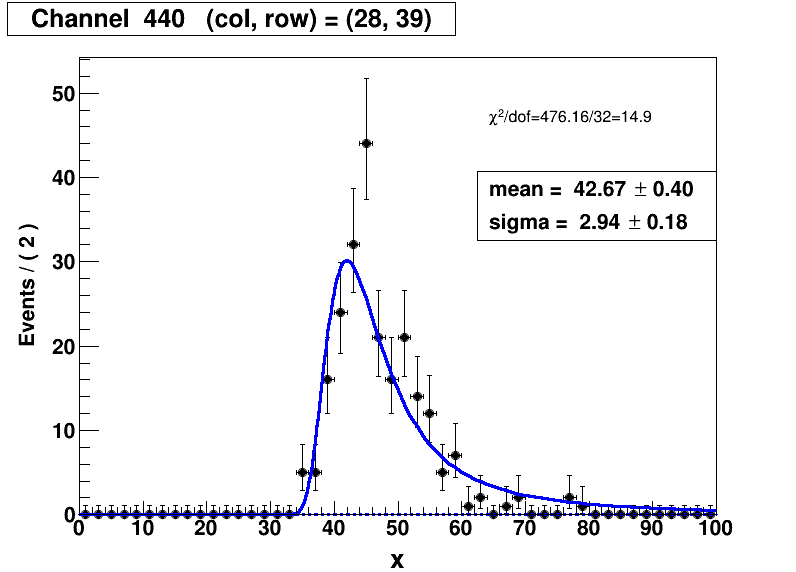 Channel 440 (col, row) = (28, 39)
χ²/dof=476.16/32=14.9
mean = 42.67 ± 0.40
sigma = 2.94 ± 0.18
Events / ( 2 )
50
40
30
20
10
0
0 10 20 30 40 50 60 70 80 90 100
x